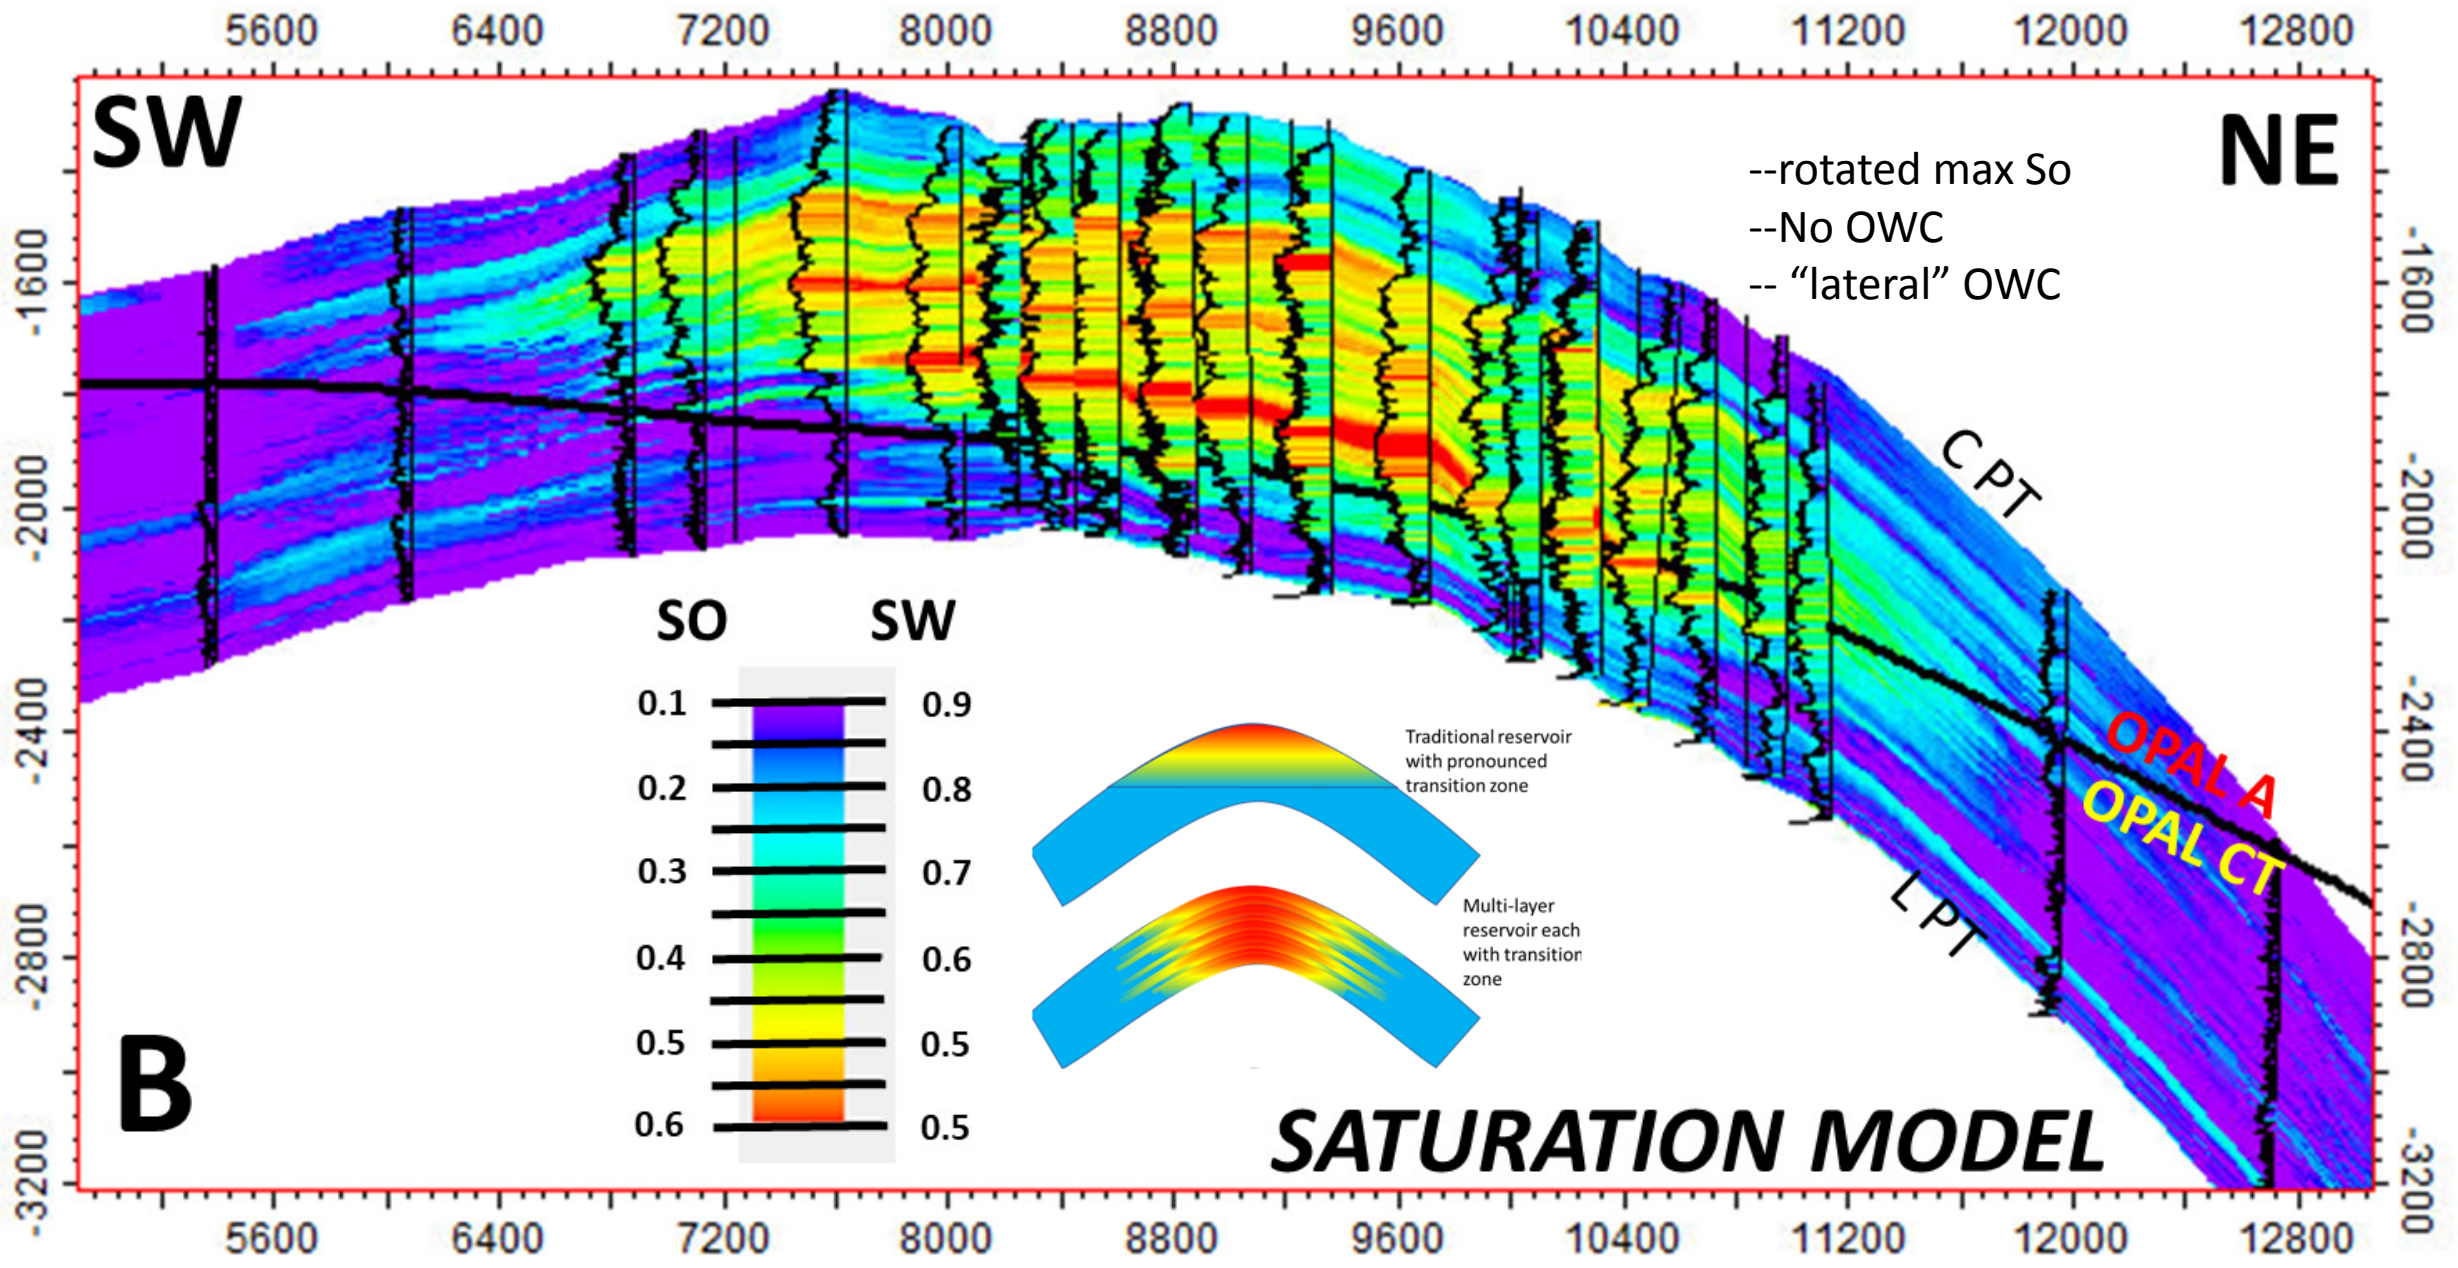 5600 6400 7200 8000 8800 9600 10400 11200 12000 12800
SW
NE
--rotated max So
--No OWC
-- “lateral” OWC
-1600 -2000 -2400 -2800 -3200
-1600 -2000 -2400 -2800 -3200
C PT
OPAL A
OPAL CT
L PT
SO SW
0.1 0.9
0.2 0.8
0.3 0.7
0.4 0.6
0.5 0.5
0.6 0.5
Traditional reservoir
with pronounced
transition zone
Multi-layer
reservoir each
with transition
zone
B
SATURATION MODEL
5600 6400 7200 8000 8800 9600 10400 11200 12000 12800